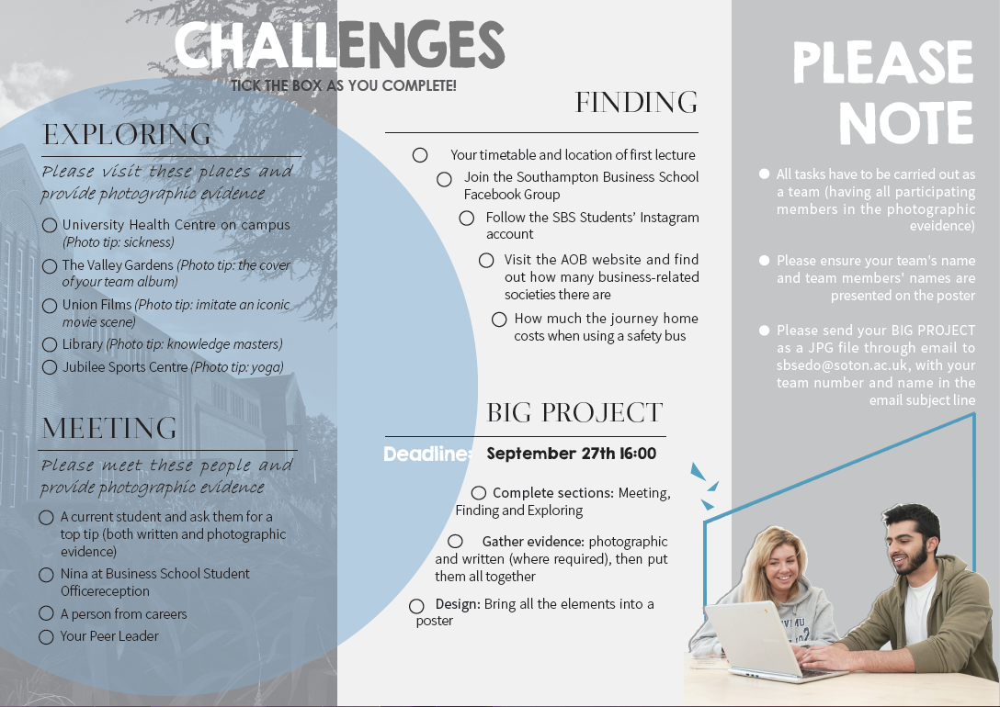 CHALLENGES
TICK THE BOX AS YOU COMPLETE!
EXPLORING
Please visit these places and
provide photographic evidence
University Health Centre on campus
(Photo tip: sickness)
The Valley Gardens (Photo tip: the cover
of your team album)
Union Films (Photo tip: imitate an iconic
movie scene)
Library (Photo tip: knowledge masters)
Jubilee Sports Centre (Photo tip: yoga)
MEETING
Please meet these people and
provide photographic evidence
A current student and ask them for a
top tip (both written and photographic
evidence)
Nina at Business School Student
Officereception
A person from careers
Your Peer Leader
FINDING
Your timetable and location of first lecture
Join the Southampton Business School
Facebook Group
Follow the SBS Students' Instagram
account
Visit the AOB website and find
out how many business-related
societies there are
How much the journey home
costs when using a safety bus
BIG PROJECT
Deadline: September 27th 16:00
Complete sections: Meeting,
Finding and Exploring
Gather evidence: photographic
and written (where required), then put
them all together
Design: Bring all the elements into a
poster
PLEASE
NOTE
All tasks have to be carried out as
a team (having all participating
members in the photographic
eveidence)
Please ensure your team's name
and team members' names are
presented on the poster
Please send your BIG PROJECT
as a JPG file through email to
sbsedo@soton.ac.uk, with your
team number and name in the
email subject line